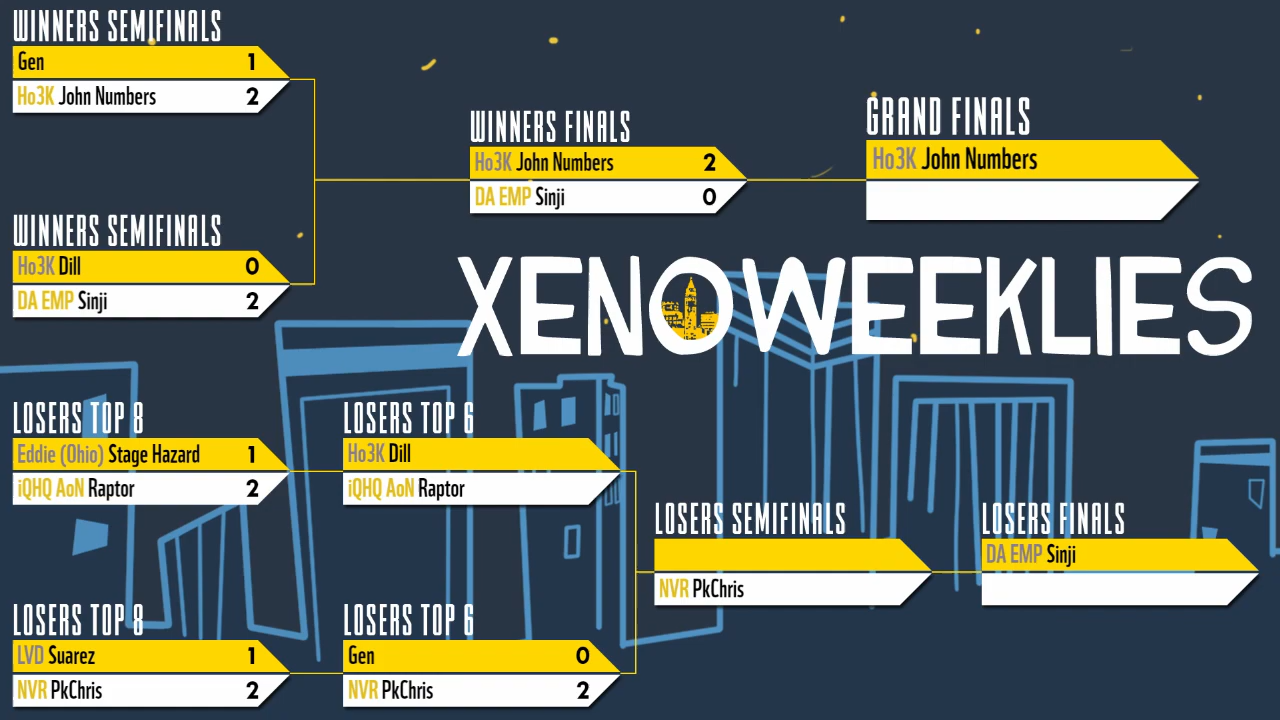 WINNERS SEMIFINALS
Gen 1
Ho3K John Numbers 2
WINNERS FINALS
Ho3K John Numbers 2
DA EMP Sinji 0
GRAND FINALS
Ho3K John Numbers
WINNERS SEMIFINALS
Ho3K Dill 0
DA EMP Sinji 2
XENOWEEKLIES
LOSERS TOP 8
Eddie (Ohio) Stage Hazard 1
iQHQ AoN Raptor 2
LOSERS TOP 6
Ho3K Dill
iQHQ AoN Raptor
LOSERS SEMIFINALS
NVR PkChris
LOSERS FINALS
DA EMP Sinji
LOSERS TOP 8
LVD Suarez 1
NVR PkChris 2
LOSERS TOP 6
Gen 0
NVR PkChris 2